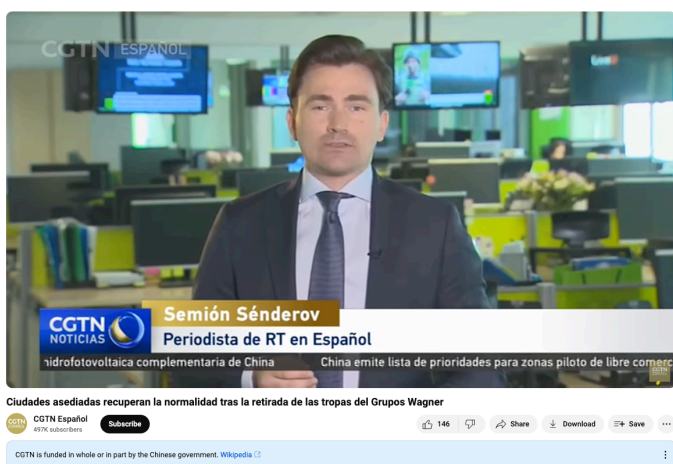 CGTN ESPAÑOL
Semión Sénderov
CGTN
NOTICIAS
Periodista de RT en Español
hidrofotovoltaica complementaria de China China emite lista de prioridades para zonas piloto de libre comerc
Ciudades asediadas recuperan la normalidad tras la retirada de las tropas del Grupos Wagner
CGTN Español
497K subscribers
Subscribe
146
Share
Download
Save
CGTN is funded in whole or in part by the Chinese government. Wikipedia